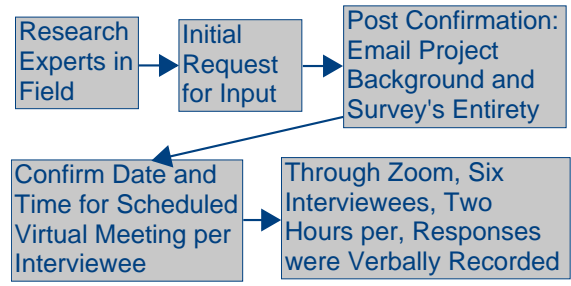 Research
Experts in
Field
Initial
Request
for Input
Post Confirmation:
Email Project
Background and
Survey's Entirety
Confirm Date and
Time for Scheduled
Virtual Meeting per
Interviewee
Through Zoom, Six
Interviewees, Two
Hours per, Responses
were Verbally Recorded